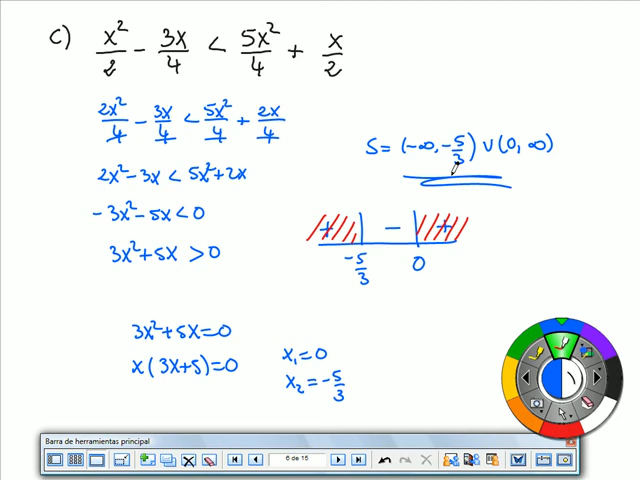 c) x²/2 - 3x/4 < 5x²/4 + x/2
2x²/4 - 3x/4 < 5x²/4 + 2x/4
2x² - 3x < 5x² + 2x
- 3x² - 5x < 0
3x² + 5x > 0
S = (-∞, -5/3) ∪ (0, ∞)
+ - +
-5/3 0
3x² + 5x = 0
x (3x + 5) = 0
x₁ = 0
x₂ = -5/3
Barra de herramientas principal
6 de 15